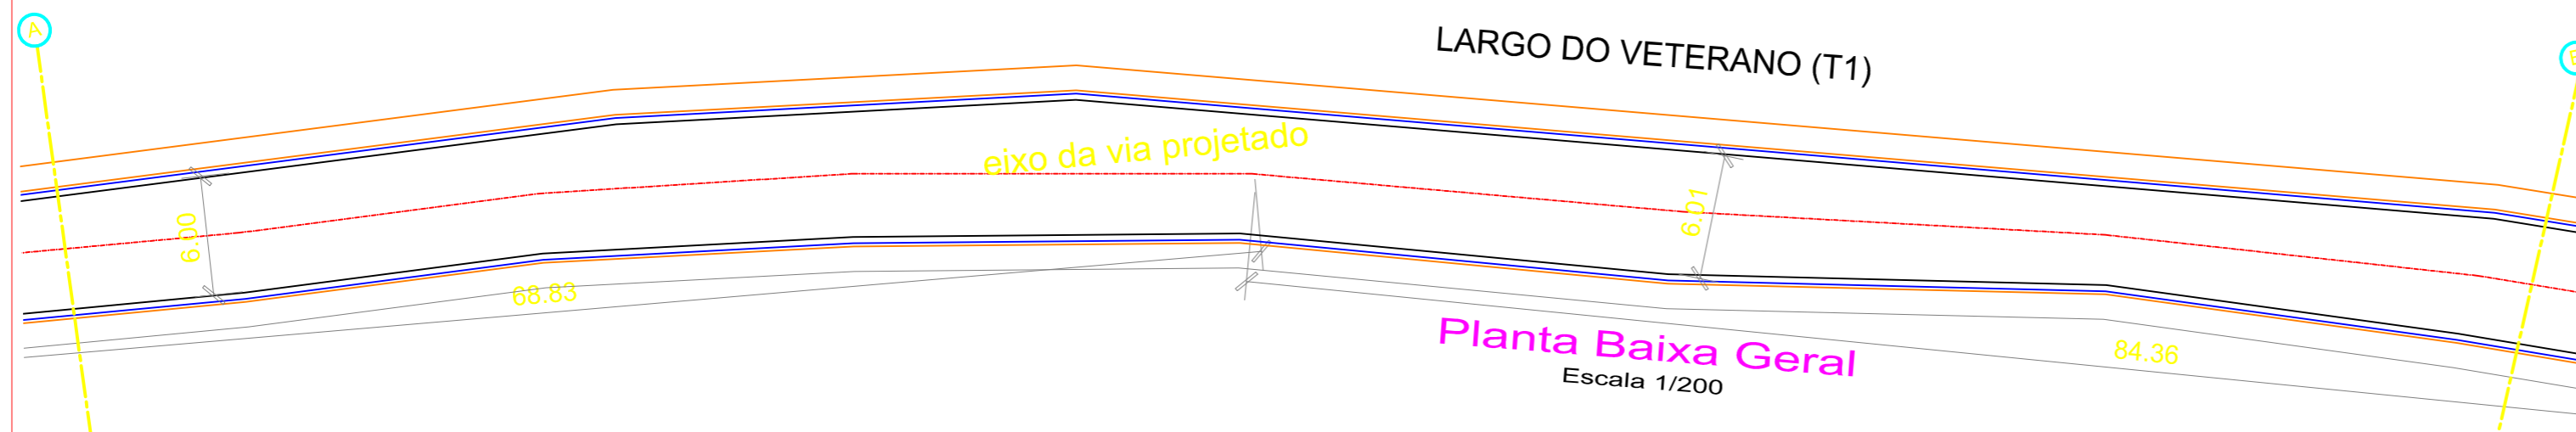 A
LARGO DO VETERANO (T1)
eixo da via projetado
6.00
6.01
68.83
Planta Baixa Geral
Escala 1/200
84.36